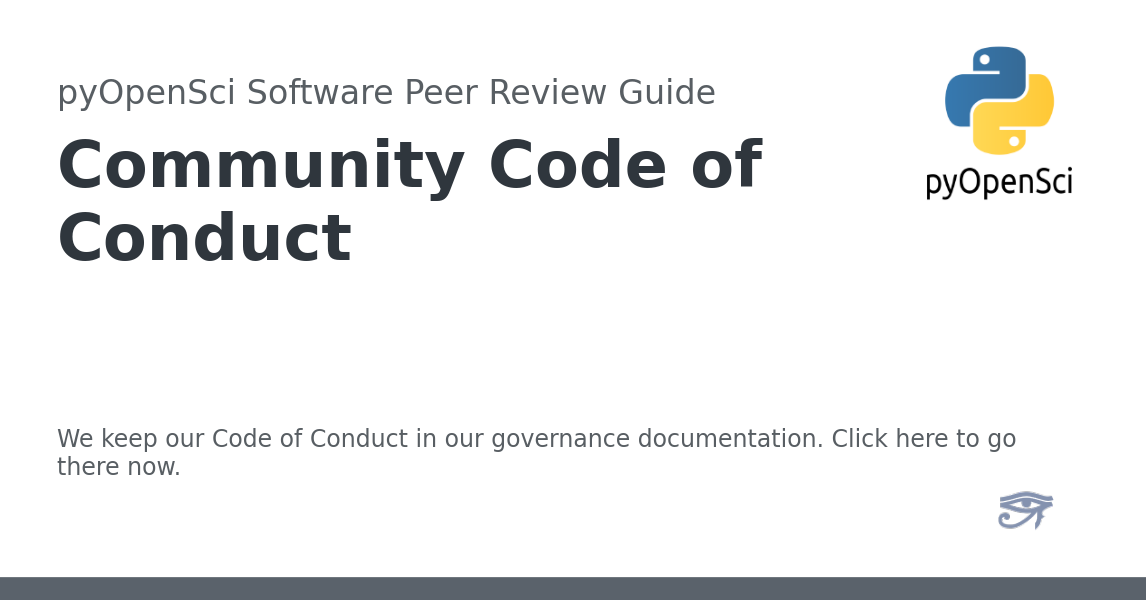 pyOpenSci Software Peer Review Guide
Community Code of
Conduct
pyOpenSci
We keep our Code of Conduct in our governance documentation. Click here to go
there now.